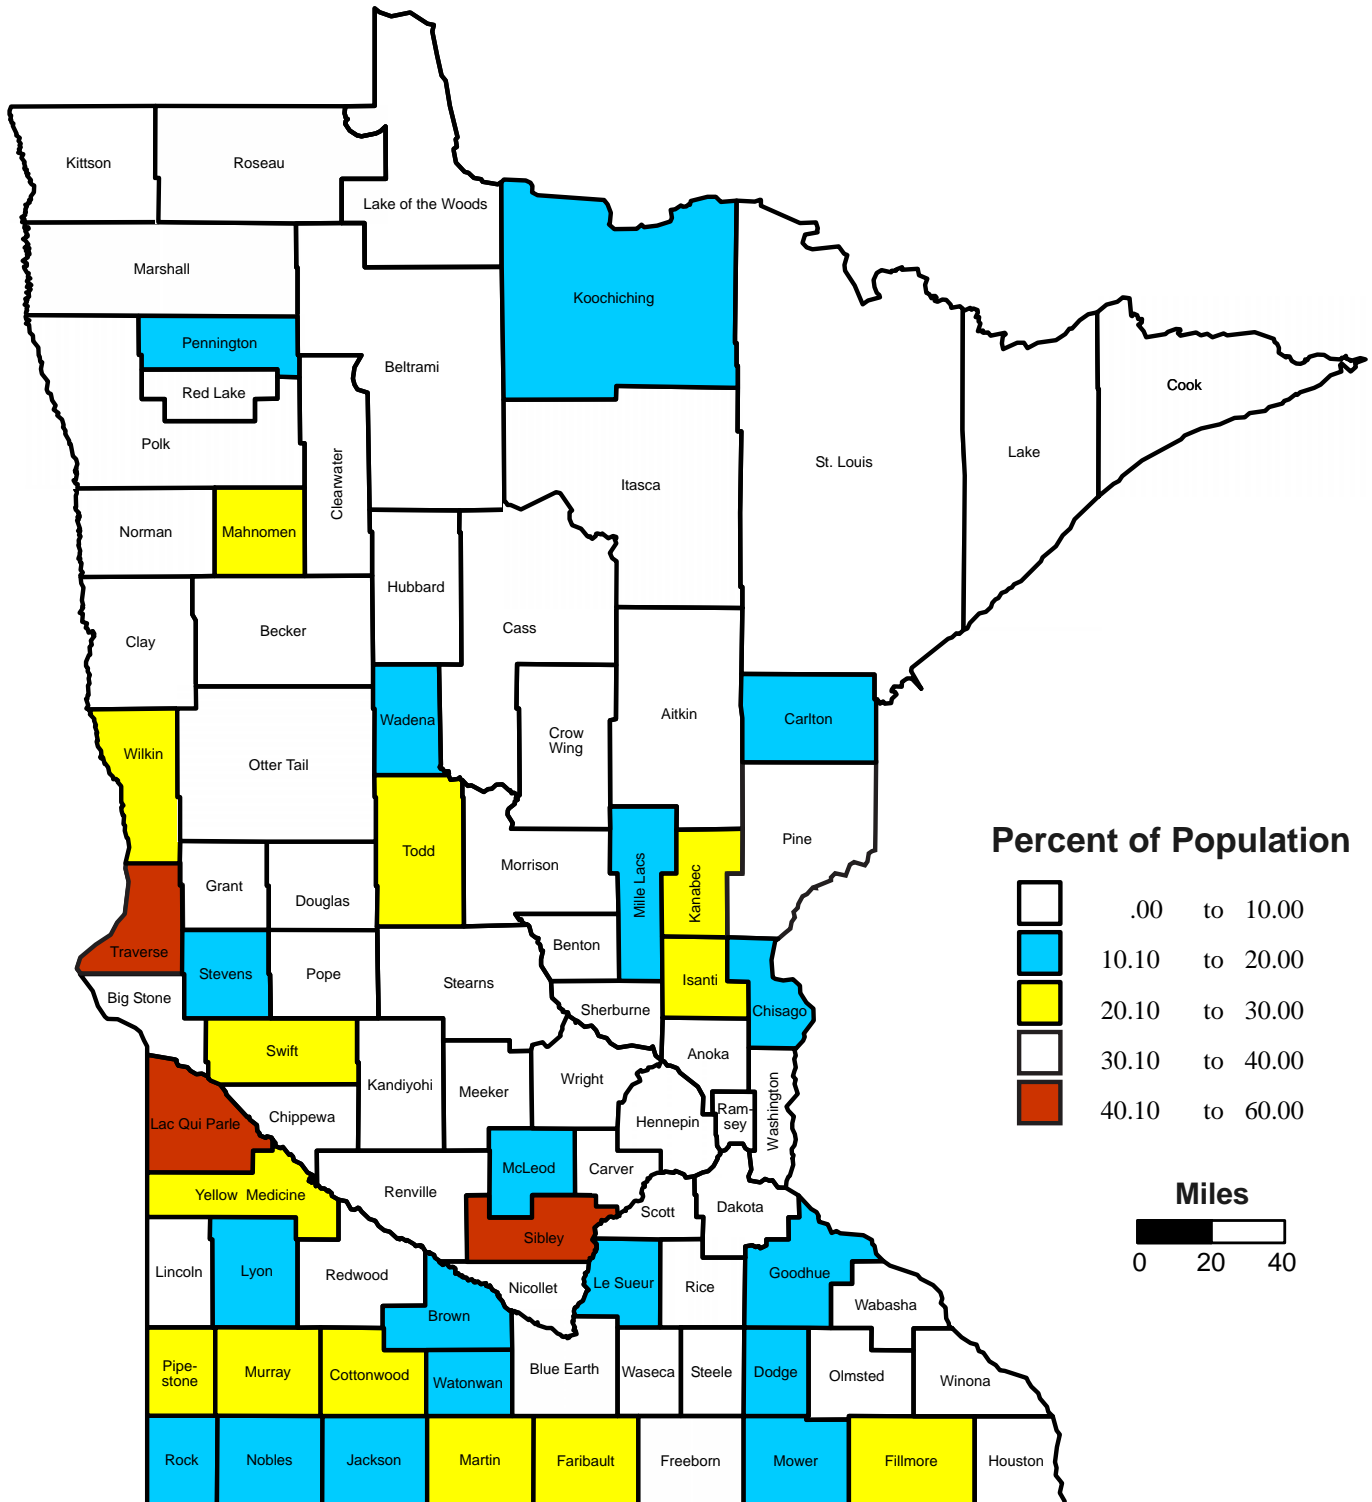 Kittson
Roseau
Lake of the Woods
Marshall
Koochiching
Pennington
Beltrami
Red Lake
Cook
Polk
Clearwater
St. Louis
Lake
Itasca
Norman
Mahnomen
Hubbard
Becker
Clay
Cass
Wadena
Aitkin
Carlton
Crow
Wing
Wilkin
Otter Tail
Todd
Morrison
Mille Lacs
Kanabec
Pine
Percent of Population
.00 to 10.00
10.10 to 20.00
20.10 to 30.00
30.10 to 40.00
40.10 to 60.00
Grant
Douglas
Traverse
Stevens
Pope
Stearns
Benton
Isanti
Big Stone
Sherburne
Chisago
Swift
Kandiyohi
Meeker
Wright
Anoka
Washington
Lac Qui Parle
Chippewa
Hennepin
Ram-
sey
McLeod
Carver
Yellow Medicine
Renville
Scott
Dakota
Sibley
Miles
0 20 40
Lincoln
Lyon
Redwood
Nicollet
Le Sueur
Rice
Goodhue
Brown
Wabasha
Pipe-
stone
Murray
Cottonwood
Watonwan
Blue Earth
Waseca
Steele
Dodge
Olmsted
Winona
Rock
Nobles
Jackson
Martin
Faribault
Freeborn
Mower
Fillmore
Houston